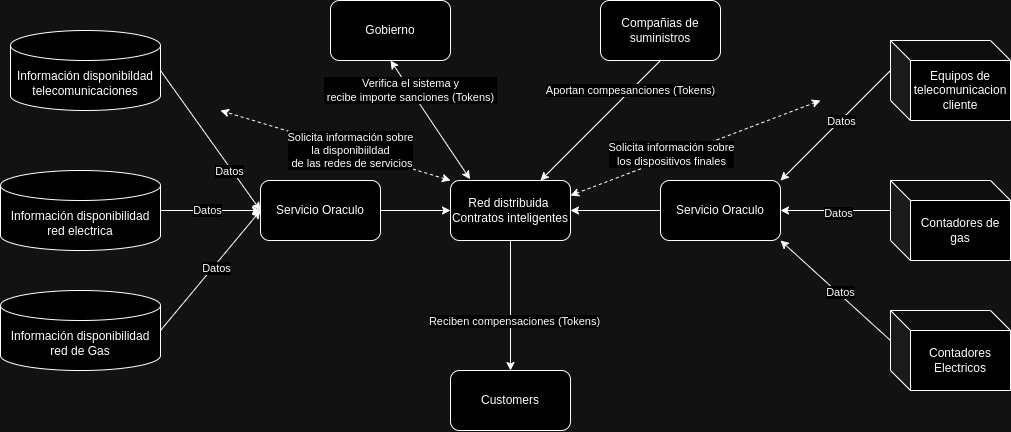 Gobierno
Compañias de
suministros
Información disponibildad
telecomunicaciones
Equipos de
telecomunicacion
cliente
Verifica el sistema y
recibe importe sanciones (Tokens)
Aportan compesanciones (Tokens)
Datos
Solicita información sobre
la disponibiildad
de las redes de servicios
Solicita información sobre
los dispositivos finales
Datos
Información disponibilidad
red electrica
Datos
Servicio Oraculo
Red distribuida
Contratos inteligentes
Servicio Oraculo
Datos
Contadores de
gas
Datos
Datos
Información disponibilidad
red de Gas
Reciben compensaciones (Tokens)
Contadores
Electricos
Customers